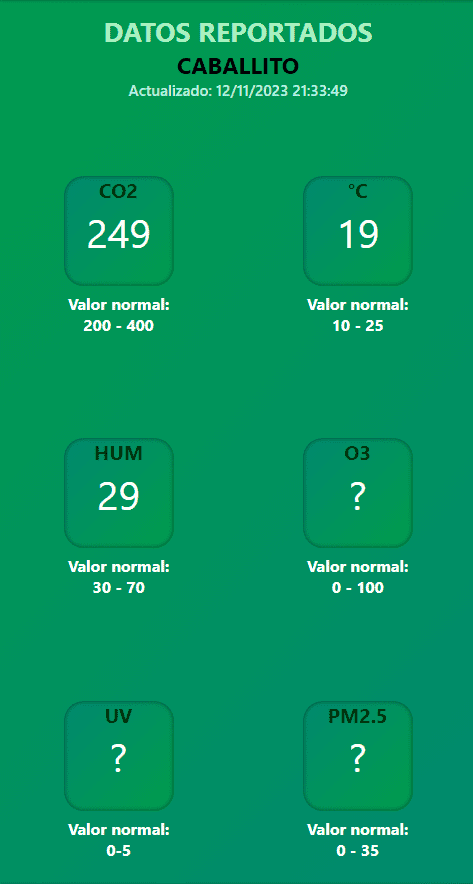 DATOS REPORTADOS
CABALLITO
Actualizado: 12/11/2023 21:33:49
CO2
249
Valor normal:
200 - 400
°C
19
Valor normal:
10 - 25
HUM
29
Valor normal:
30 - 70
O3
?
Valor normal:
0 - 100
UV
?
Valor normal:
0-5
PM2.5
?
Valor normal:
0 - 35